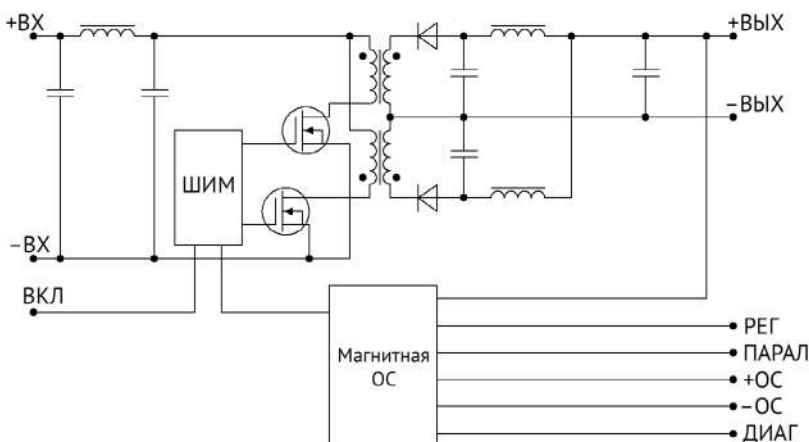 +ВХ
+ВЫХ
−ВЫХ
ШИМ
−ВХ
ВКЛ
Магнитная
ОС
РЕГ
ПАРАЛ
+ОС
−ОС
ДИАГ